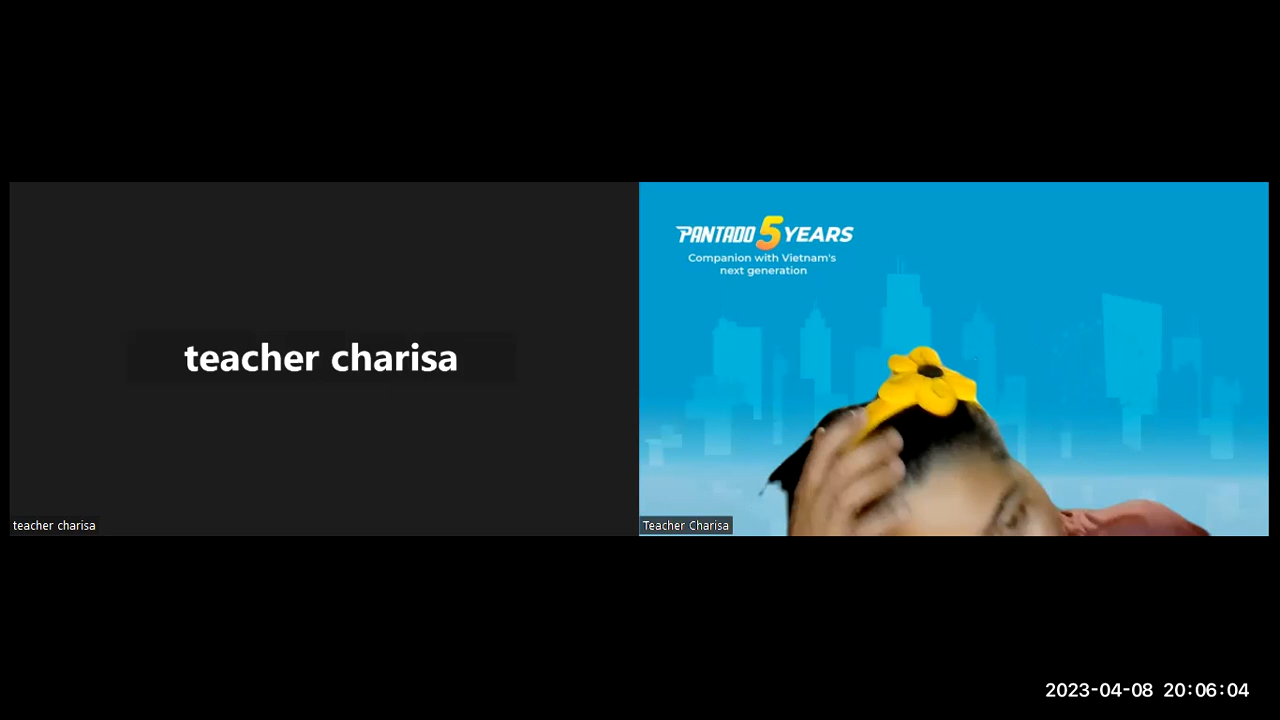 teacher charisa
teacher charisa
PANTADO 5 YEARS
Companion with Vietnam's
next generation
Teacher Charisa
2023-04-08 20:06:04